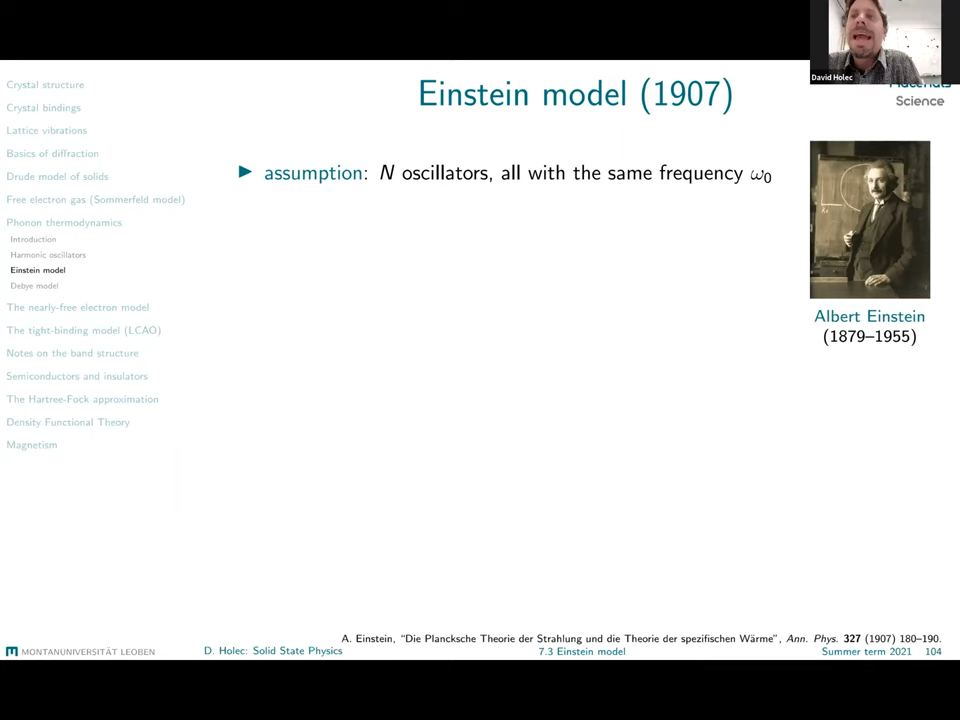 David Holec
Materials
Science
Crystal structure
Crystal bindings
Lattice vibrations
Basics of diffraction
Drude model of solids
Free electron gas (Sommerfeld model)
Phonon thermodynamics
Introduction
Harmonic oscillators
Einstein model
Debye model
The nearly-free electron model
The tight-binding model (LCAO)
Notes on the band structure
Semiconductors and insulators
The Hartree-Fock approximation
Density Functional Theory
Magnetism
Einstein model (1907)
▶ assumption: N oscillators, all with the same frequency ω₀
Albert Einstein
(1879–1955)
A. Einstein, “Die Plancksche Theorie der Strahlung und die Theorie der spezifischen Wärme”, Ann. Phys. 327 (1907) 180–190.
MONTANUNIVERSITÄT LEOBEN
D. Holec: Solid State Physics
7.3 Einstein model
Summer term 2021 104